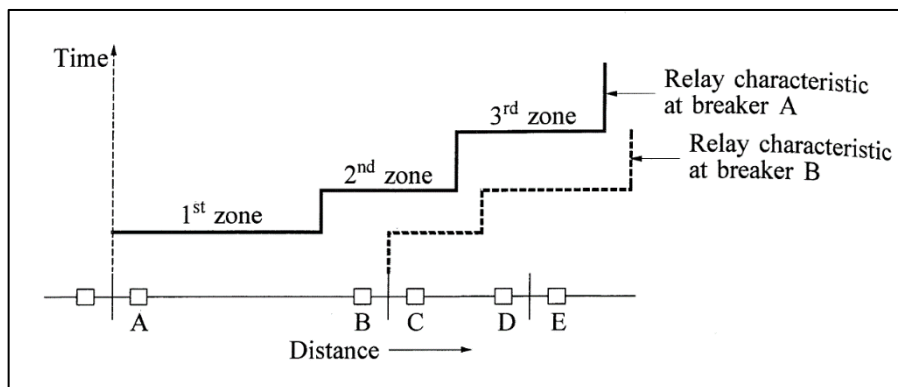 Time
Relay characteristic
at breaker A
3rd zone
Relay characteristic
at breaker B
2nd zone
1st zone
A B C D E
Distance